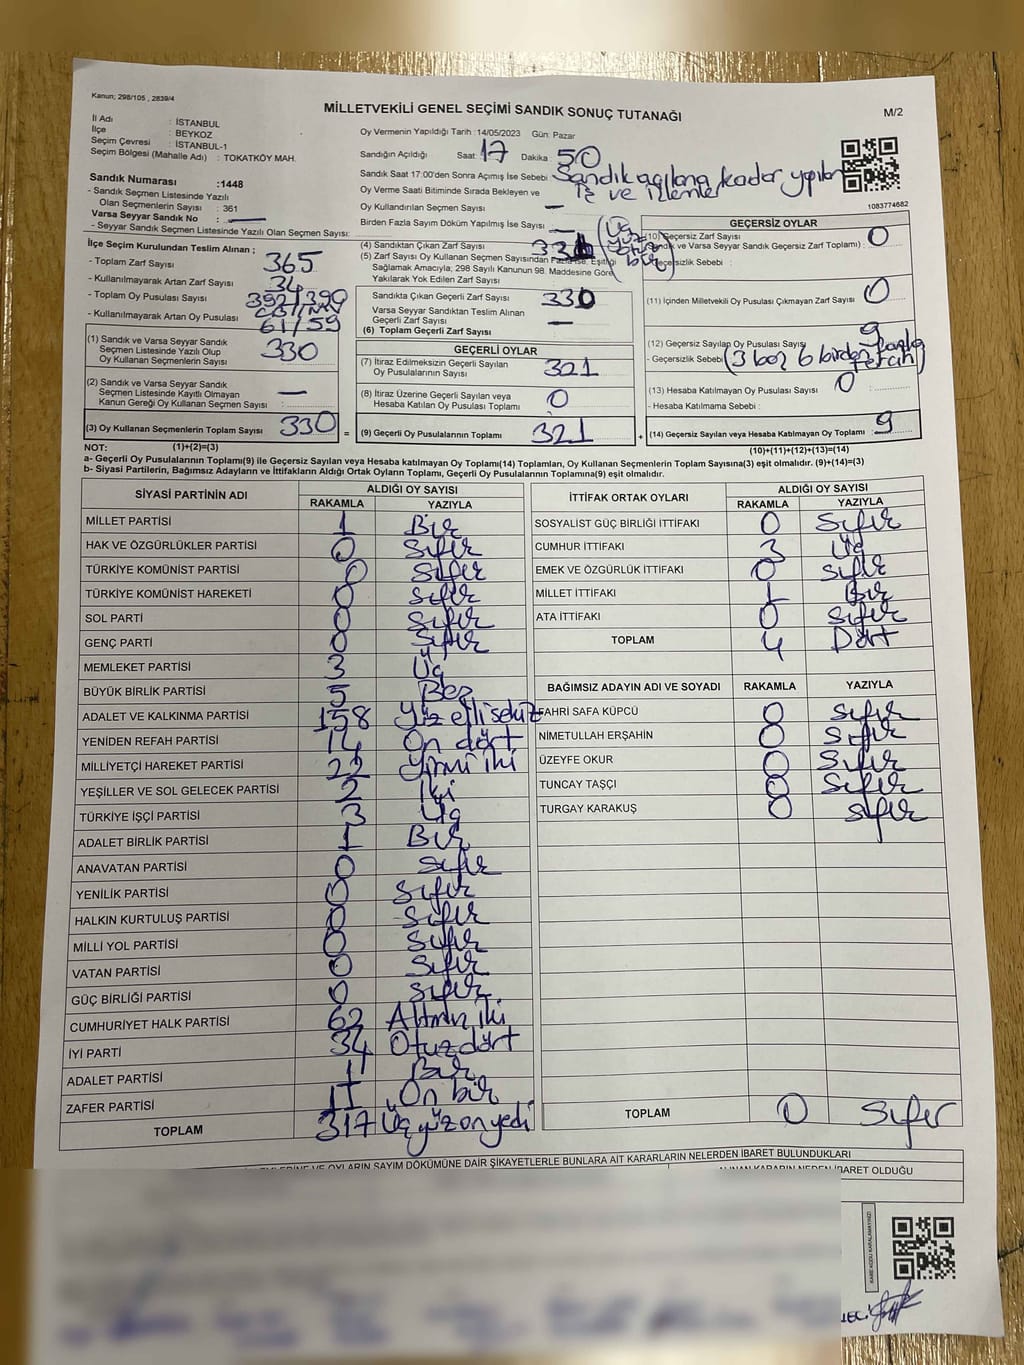 Kanun; 298/105 , 2839/4
MİLLETVEKİLİ GENEL SEÇİMİ SANDIK SONUÇ TUTANAĞI
M/2
İl Adı : İSTANBUL
İlçe : BEYKOZ
Seçim Çevresi : İSTANBUL-1
Seçim Bölgesi (Mahalle Adı) : TOKATKÖY MAH.
Sandık Numarası :1448
- Sandık Seçmen Listesinde Yazılı
Olan Seçmenlerin Sayısı : 361
Varsa Seyyar Sandık No : —
- Seyyar Sandık Seçmen Listesinde Yazılı Olan Seçmen Sayısı:
Oy Vermenin Yapıldığı Tarih : 14/05/2023 Gün: Pazar
Sandığın Açıldığı Saat: 17 Dakika : 50
Sandık Saat 17:00'den Sonra Açımış İse Sebebi : Sandık açılana kadar yapılan
Oy Verme Saati Bitiminde Sırada Bekleyen ve iş ve işlemler
Oy Kullandırılan Seçmen Sayısı : —
Birden Fazla Sayım Döküm Yapılmış İse Sayısı : —
1083774682
İlçe Seçim Kurulundan Teslim Alınan ;
- Toplam Zarf Sayısı : 365
- Kullanılmayarak Artan Zarf Sayısı : 34
- Toplam Oy Pusulası Sayısı : 392/390
CB/MV
- Kullanılmayarak Artan Oy Pusulası : 61/59
(1) Sandık ve Varsa Seyyar Sandık
Seçmen Listesinde Yazılı Olup
Oy Kullanan Seçmenlerin Sayısı : 330
(2) Sandık ve Varsa Seyyar Sandık
Seçmen Listesinde Kayıtlı Olmayan
Kanun Gereği Oy Kullanan Seçmen Sayısı : —
(3) Oy Kullanan Seçmenlerin Toplam Sayısı : 330 =
(4) Sandıktan Çıkan Zarf Sayısı : 331 (Üç yüz otuz bir)
(5) Zarf Sayısı Oy Kullanan Seçmen Sayısından Fazla ise, Eşitliği
Sağlamak Amacıyla, 298 Sayılı Kanunun 98. Maddesine Göre
Yakılarak Yok Edilen Zarf Sayısı :
Sandıkta Çıkan Geçerli Zarf Sayısı : 330
Varsa Seyyar Sandıktan Teslim Alınan
Geçerli Zarf Sayısı : —
(6) Toplam Geçerli Zarf Sayısı
GEÇERLİ OYLAR
(7) İtiraz Edilmeksizin Geçerli Sayılan
Oy Pusulalarının Sayısı : 321
(8) İtiraz Üzerine Geçerli Sayılan veya
Hesaba Katılan Oy Pusulaları Toplamı : 0
(9) Geçerli Oy Pusulalarının Toplamı : 321 +
GEÇERSİZ OYLAR
(10) Geçersiz Zarf Sayısı
Sandık ve Varsa Seyyar Sandık Geçersiz Zarf Toplamı) : 0
Geçersizlik Sebebi :
(11) İçinden Milletvekili Oy Pusulası Çıkmayan Zarf Sayısı : 0
(12) Geçersiz Sayılan Oy Pusulası Sayısı : 9
- Geçersizlik Sebebi : (3 boş 6 birden fazla tercih)
(13) Hesaba Katılmayan Oy Pusulası Sayısı : 0
- Hesaba Katılmama Sebebi :
(14) Geçersiz Sayılan veya Hesaba Katılmayan Oy Toplamı : 9
NOT: (1)+(2)=(3)
(10)+(11)+(12)+(13)=(14)
a- Geçerli Oy Pusulalarının Toplamı(9) ile Geçersiz Sayılan veya Hesaba Katılmayan Oy Toplamı(14) Toplamları, Oy Kullanan Seçmenlerin Toplam Sayısına(3) eşit olmalıdır. (9)+(14)=(3)
b- Siyasi Partilerin, Bağımsız Adayların ve İttifakların Aldığı Ortak Oyların Toplamı, Geçerli Oy Pusulalarının Toplamına(9) eşit olmalıdır.
SİYASİ PARTİNİN ADI ALDIĞI OY SAYISI
RAKAMLA YAZIYLA
MİLLET PARTİSİ 1 Bir
HAK VE ÖZGÜRLÜKLER PARTİSİ 0 Sıfır
TÜRKİYE KOMÜNİST PARTİSİ 0 Sıfır
TÜRKİYE KOMÜNİST HAREKETİ 0 Sıfır
SOL PARTİ 0 Sıfır
GENÇ PARTİ 0 Sıfır
MEMLEKET PARTİSİ 3 Üç
BÜYÜK BİRLİK PARTİSİ 5 Beş
ADALET VE KALKINMA PARTİSİ 158 Yüz elli sekiz
YENİDEN REFAH PARTİSİ 14 On dört
MİLLİYETÇİ HAREKET PARTİSİ 22 Yirmi iki
YEŞİLLER VE SOL GELECEK PARTİSİ 2 İki
TÜRKİYE İŞÇİ PARTİSİ 3 Üç
ADALET BİRLİK PARTİSİ 1 Bir
ANAVATAN PARTİSİ 0 Sıfır
YENİLİK PARTİSİ 0 Sıfır
HALKIN KURTULUŞ PARTİSİ 0 Sıfır
MİLLİ YOL PARTİSİ 0 Sıfır
VATAN PARTİSİ 0 Sıfır
GÜÇ BİRLİĞİ PARTİSİ 0 Sıfır
CUMHURİYET HALK PARTİSİ 62 Altmış iki
İYİ PARTİ 34 Otuz dört
ADALET PARTİSİ 1 Bir
ZAFER PARTİSİ 11 On bir
TOPLAM 317 Üç yüz on yedi
İTTİFAK ORTAK OYLARI ALDIĞI OY SAYISI
RAKAMLA YAZIYLA
SOSYALİST GÜÇ BİRLİĞİ İTTİFAKI 0 Sıfır
CUMHUR İTTİFAKI 3 Üç
EMEK VE ÖZGÜRLÜK İTTİFAKI 0 Sıfır
MİLLET İTTİFAKI 1 Bir
ATA İTTİFAKI 0 Sıfır
TOPLAM 4 Dört
BAĞIMSIZ ADAYIN ADI VE SOYADI RAKAMLA YAZIYLA
FAHRİ SAFA KÜPCÜ 0 Sıfır
NİMETULLAH ERŞAHİN 0 Sıfır
ÜZEYFE OKUR 0 Sıfır
TUNCAY TAŞÇI 0 Sıfır
TURGAY KARAKUŞ 0 Sıfır
TOPLAM 0 Sıfır
VE OYLARIN SAYIM DÖKÜMÜNE DAİR ŞİKAYETLERLE BUNLARA AİT KARARLARIN NELERDEN İBARET BULUNDUKLARI
ALINAN KARARIN NEDEN İBARET OLDUĞU
KARE KODU KARALAMAYINIZ!